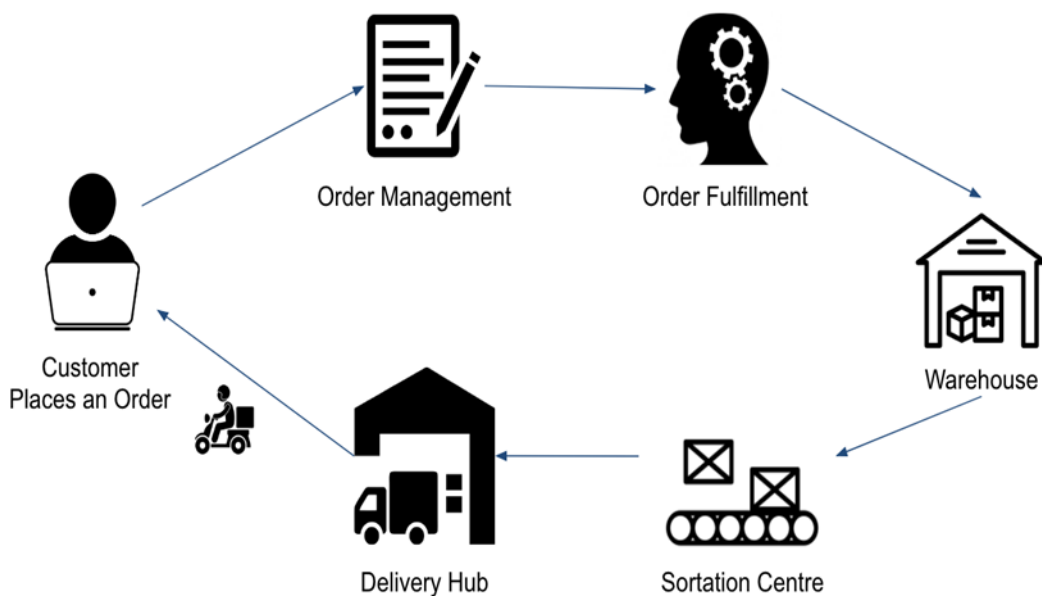 Order Management
Order Fulfillment
Customer
Places an Order
Warehouse
Delivery Hub
Sortation Centre